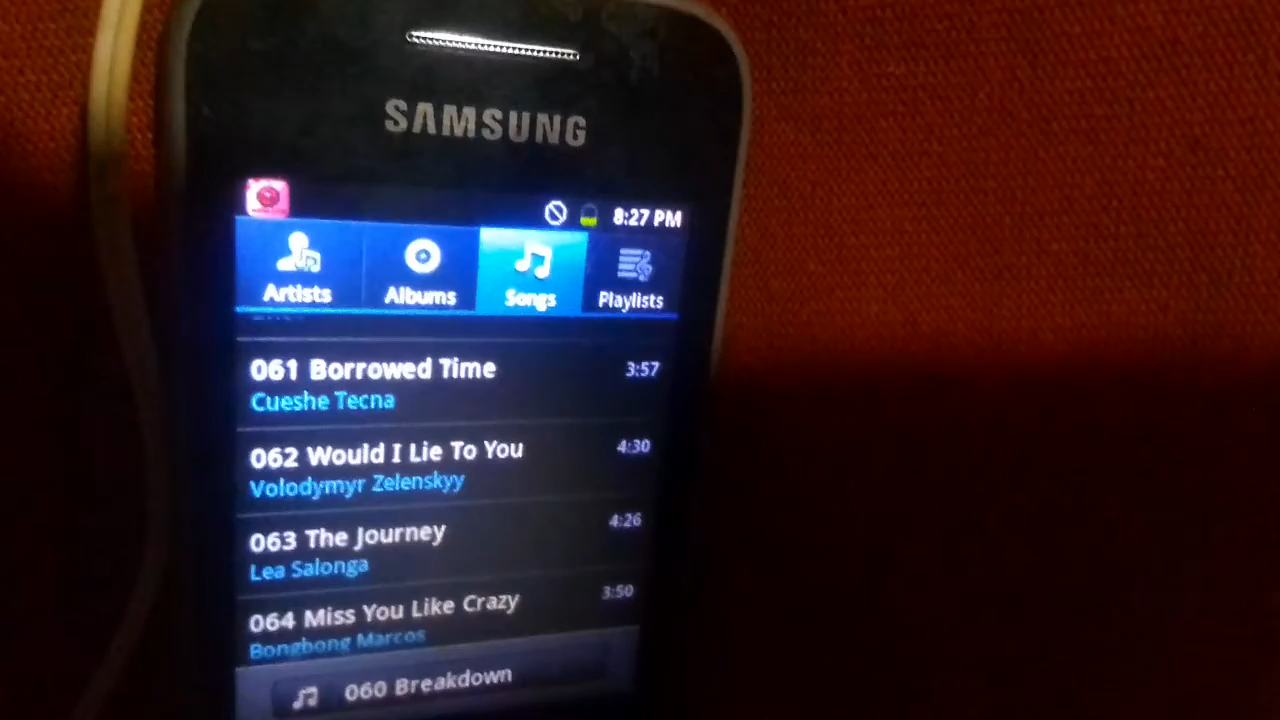 SAMSUNG
8:27 PM
Artists
Albums
Songs
Playlists
061 Borrowed Time
3:57
Cueshe Tecna
062 Would I Lie To You
4:30
Volodymyr Zelenskyy
063 The Journey
4:26
Lea Salonga
064 Miss You Like Crazy
3:50
Bongbong Marcos
060 Breakdown